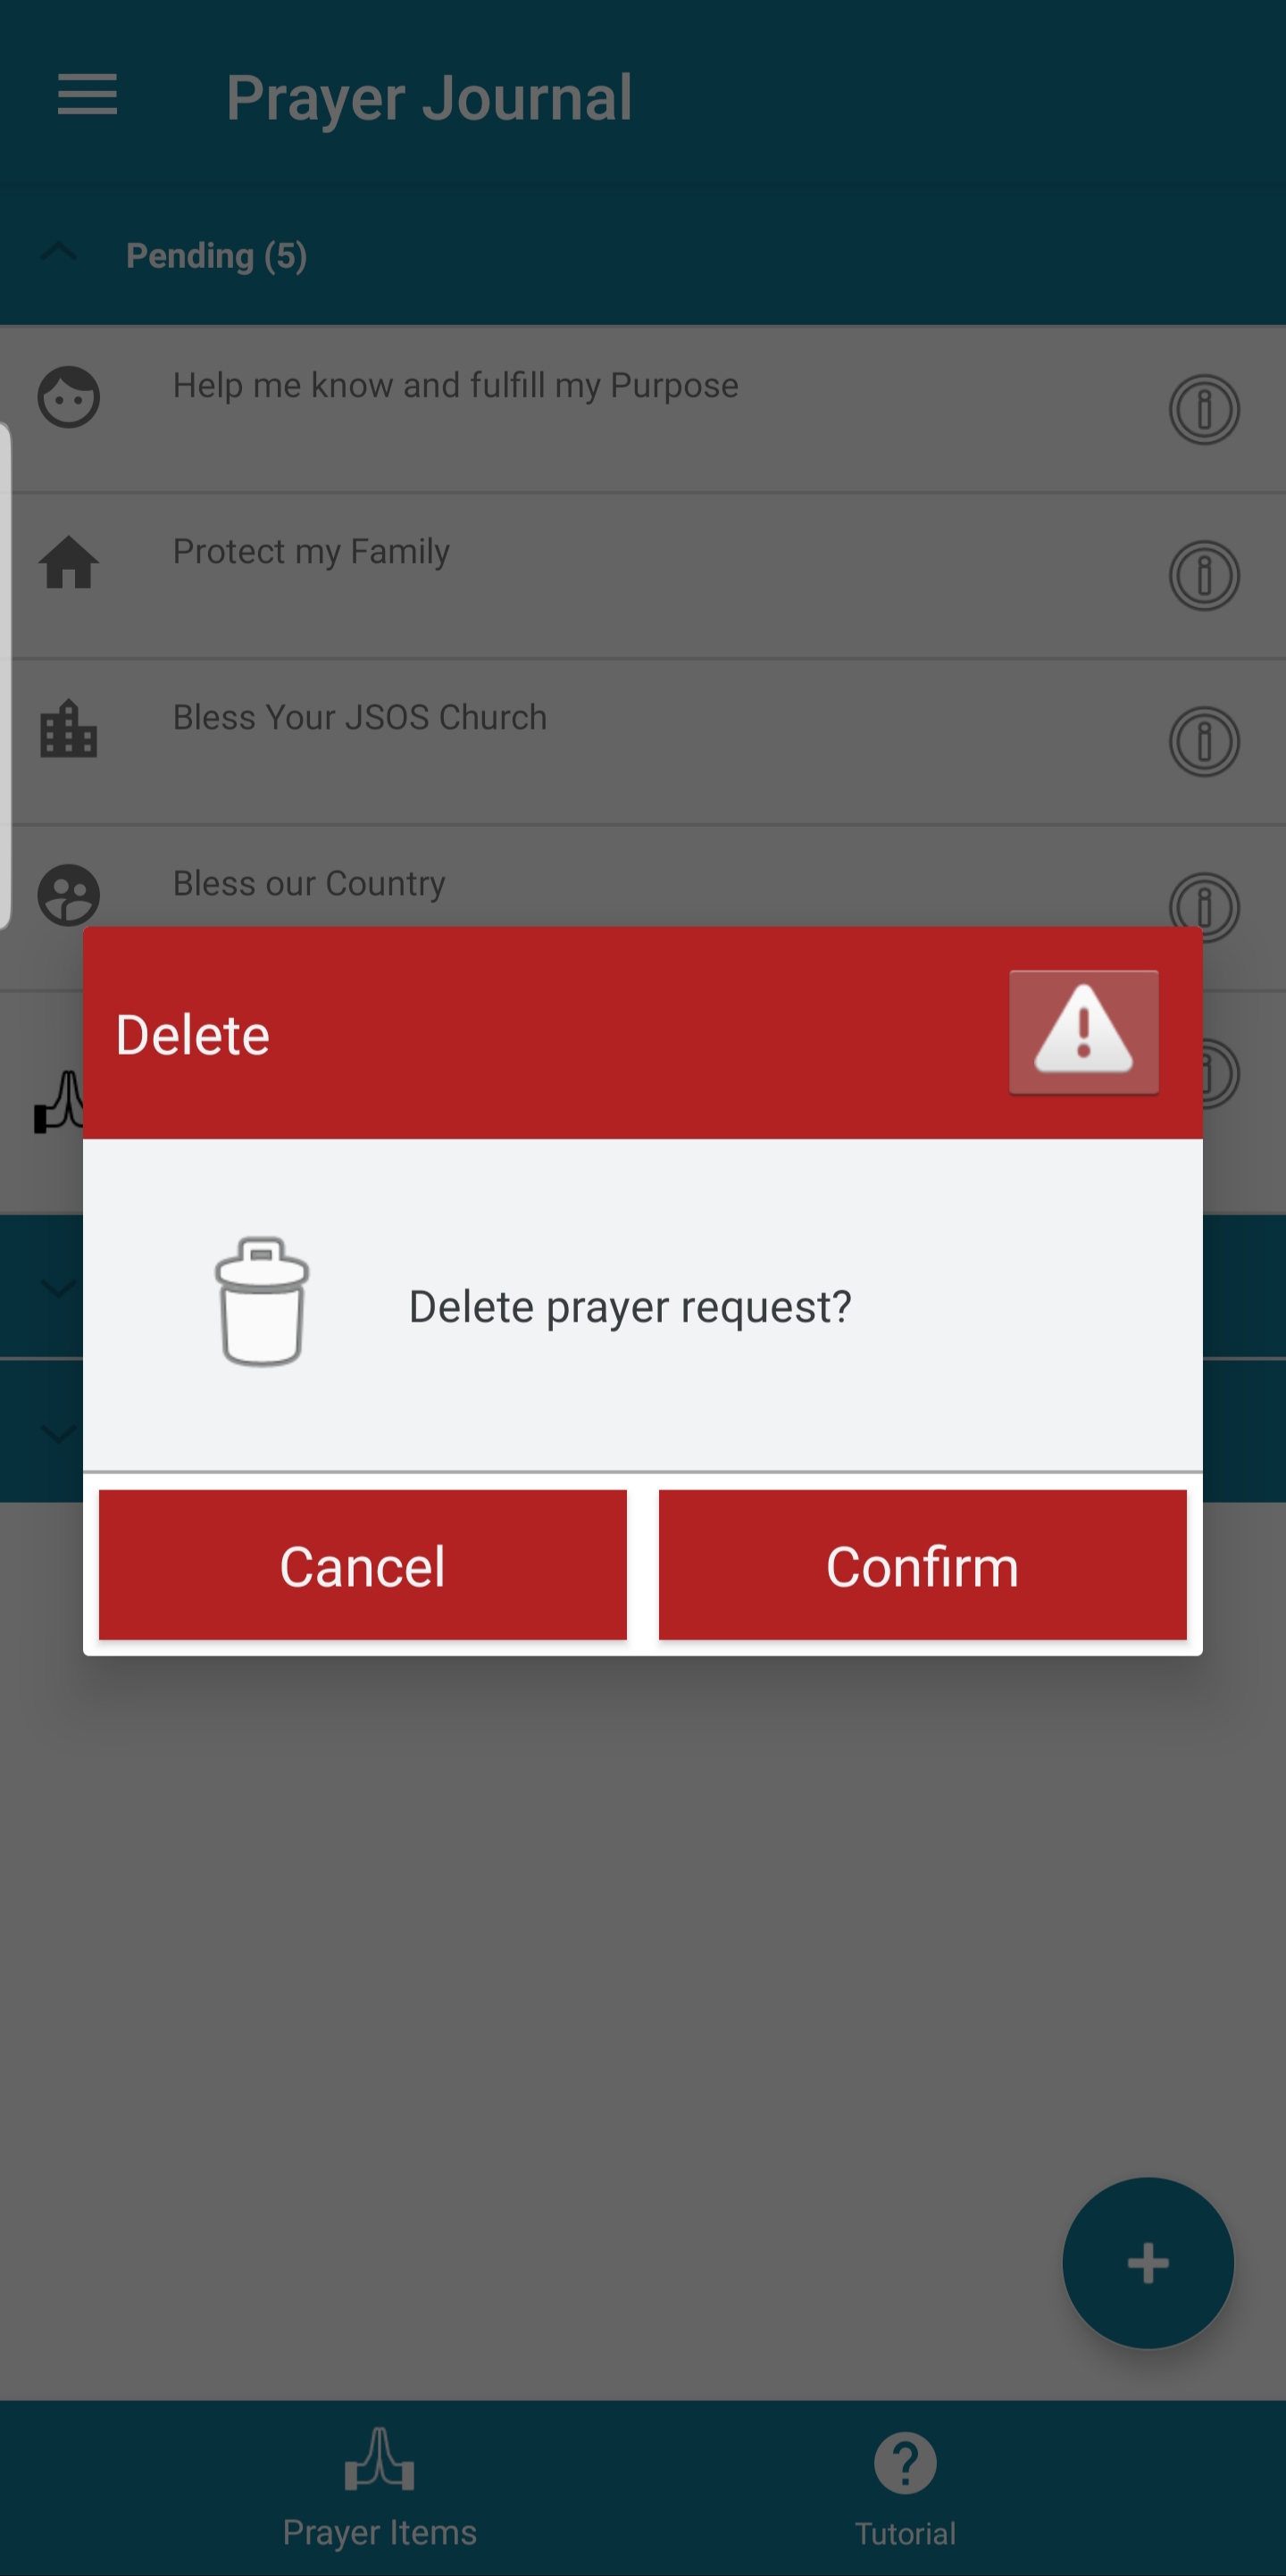 Prayer Journal
Pending (5)
Help me know and fulfill my Purpose
Protect my Family
Bless Your JSOS Church
Bless our Country
Delete
Delete prayer request?
Cancel Confirm
Prayer Items Tutorial